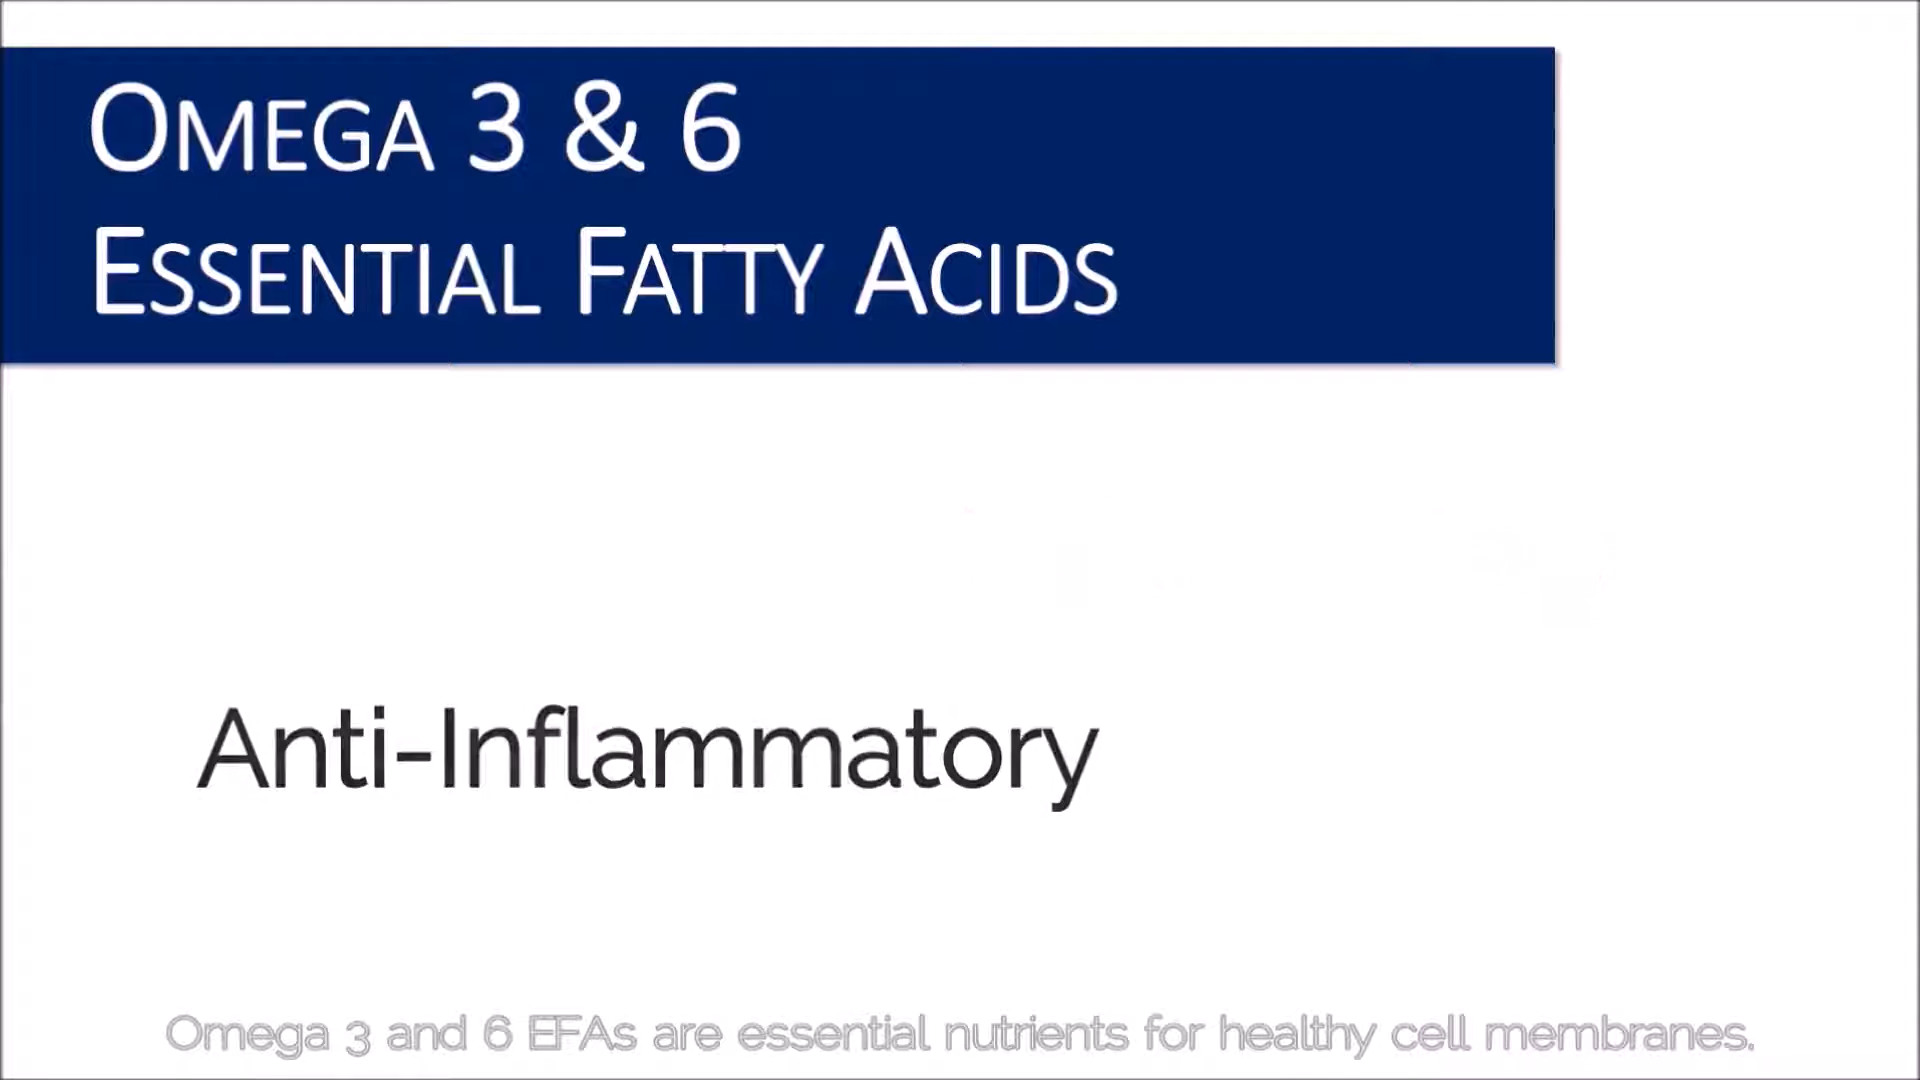 Omega 3 & 6
Essential Fatty Acids
Anti-Inflammatory
Omega 3 and 6 EFAs are essential nutrients for healthy cell membranes.